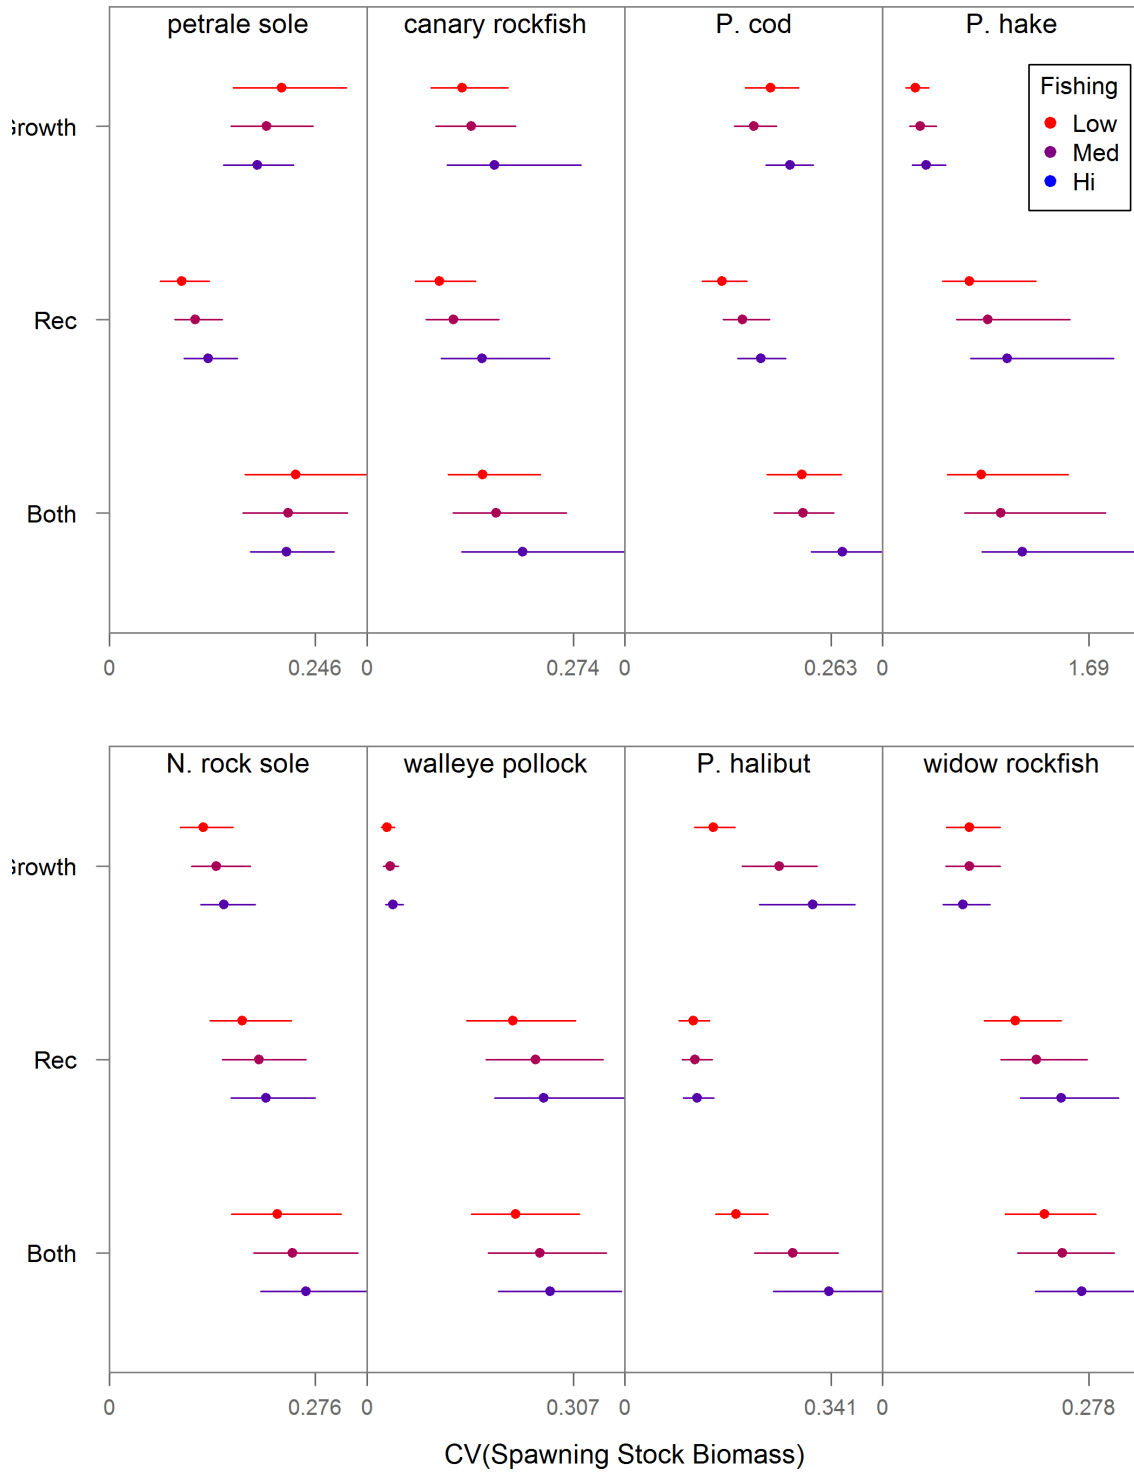 petrale sole canary rockfish P. cod P. hake
Fishing
Low
Med
Hi
Growth
Rec
Both
0 0.246 0 0.274 0 0.263 0 1.69
N. rock sole walleye pollock P. halibut widow rockfish
Growth
Rec
Both
0 0.276 0 0.307 0 0.341 0 0.278
CV(Spawning Stock Biomass)